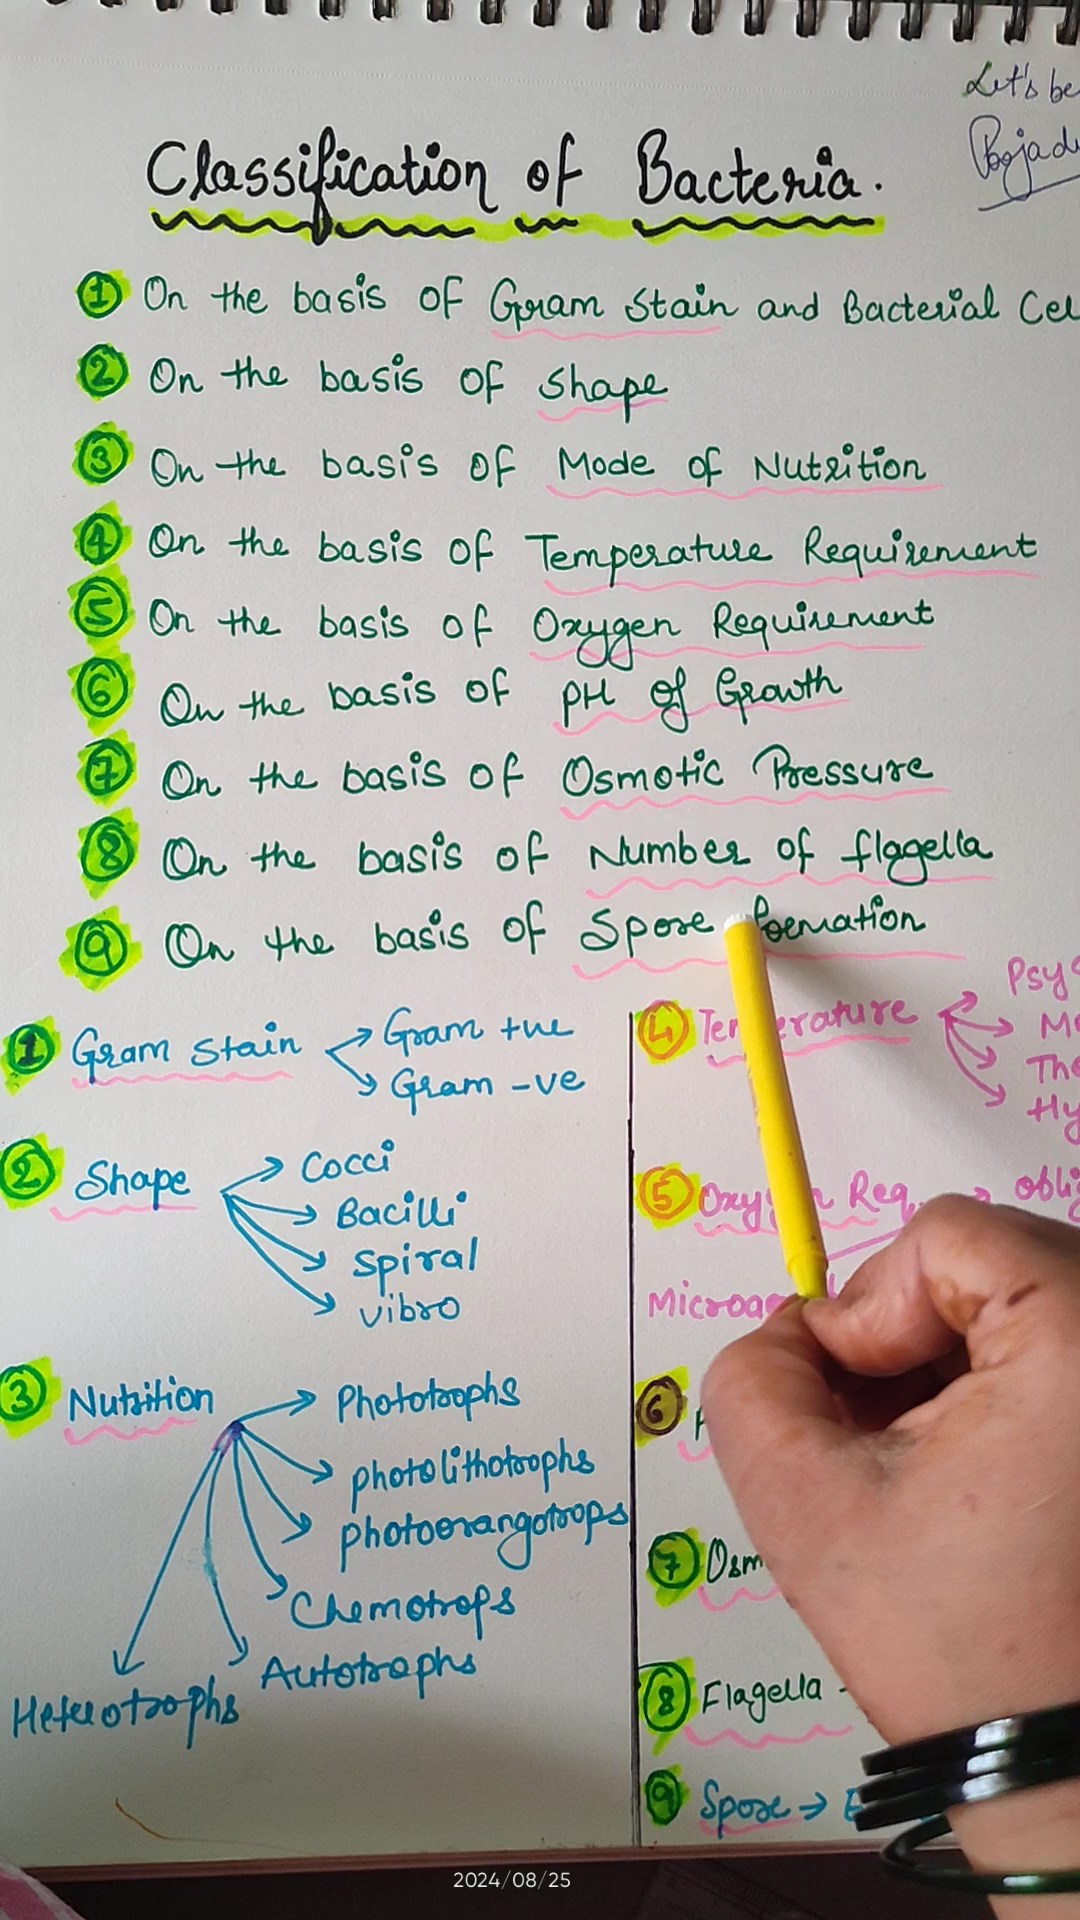 Let's be
Classification of Bacteria.
① On the basis of Gram Stain and Bacterial Cel
② On the basis of Shape
③ On the basis of Mode of Nutrition
④ On the basis of Temperature Requirement
⑤ On the basis of Oxygen Requirement
⑥ On the basis of pH of Growth
⑦ On the basis of Osmotic Pressure
⑧ On the basis of Number of flagella
⑨ On the basis of Spore formation
① Gram Stain
Gram +ve
Gram -ve
② Shape
Cocci
Bacilli
Spiral
vibro
③ Nutrition
Phototrophs
photolithotrophs
photoorangotrops
Chemotrops
Autotrophs
Heterotrophs
④
Psy
Me
The
Hy
⑤ Req.
obli
⑥
⑦ Osm
⑧ Flagella
⑨ Spore → E
2024/08/25